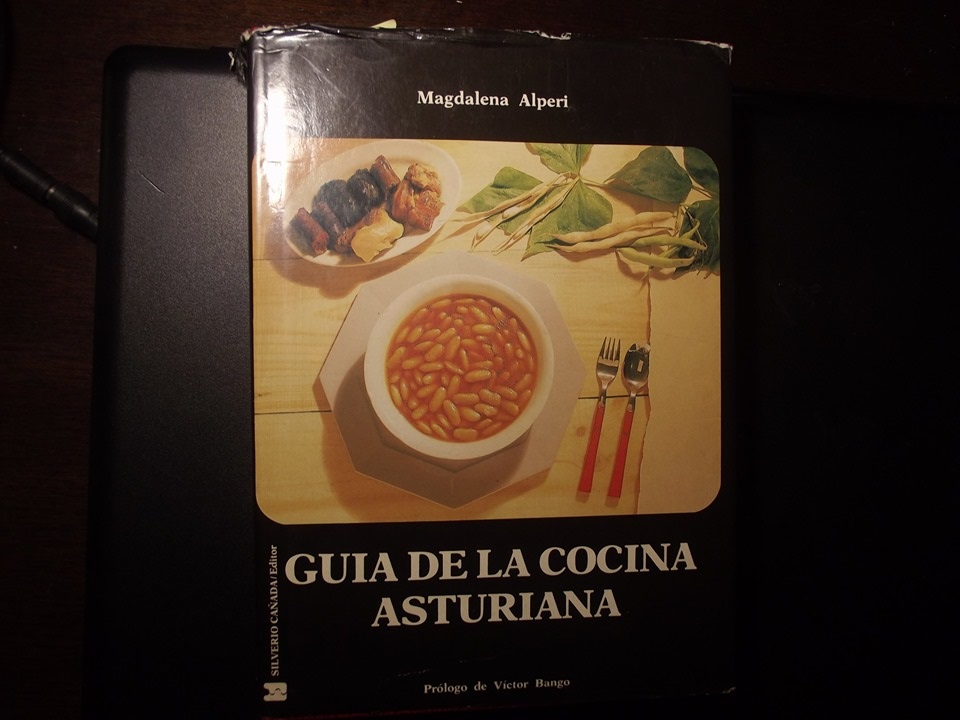 Magdalena Alperi
GUIA DE LA COCINA
ASTURIANA
SILVERIO CAÑADA/Editor
Prólogo de Víctor Bango